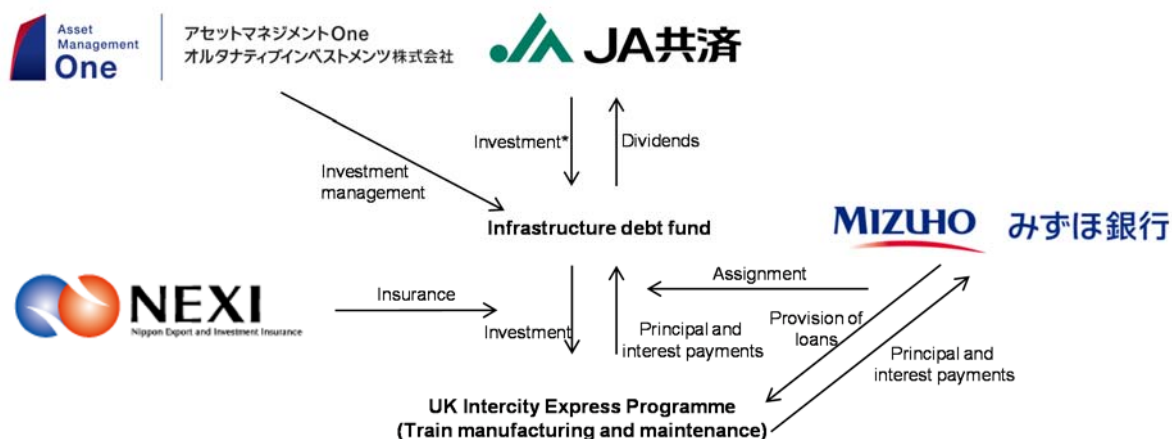 Asset
Management
One
アセットマネジメントOne
オルタナティブインベストメンツ株式会社
JA共済
Investment*
Dividends
Investment
management
Infrastructure debt fund
MIZUHO みずほ銀行
NEXI
Nippon Export and Investment Insurance
Insurance
Assignment
Investment
Principal and
interest payments
Provision of
loans
Principal and
interest payments
UK Intercity Express Programme
(Train manufacturing and maintenance)